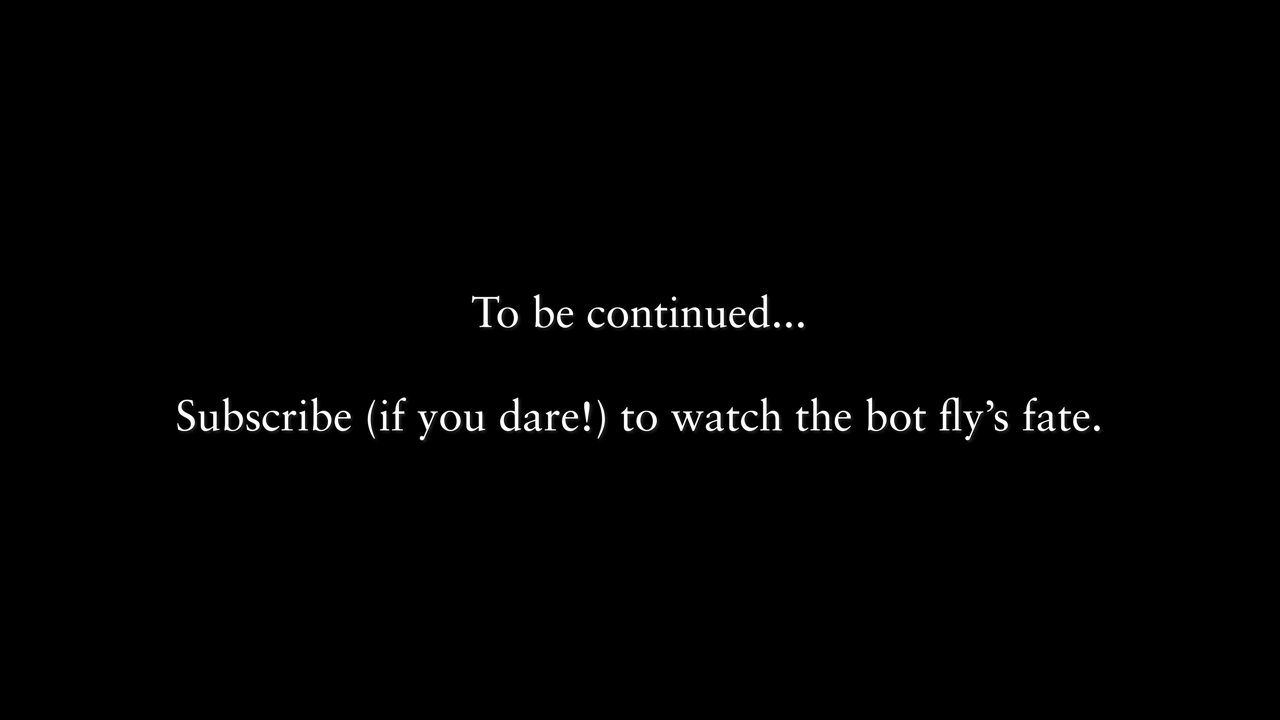 To be continued...
Subscribe (if you dare!) to watch the bot fly’s fate.